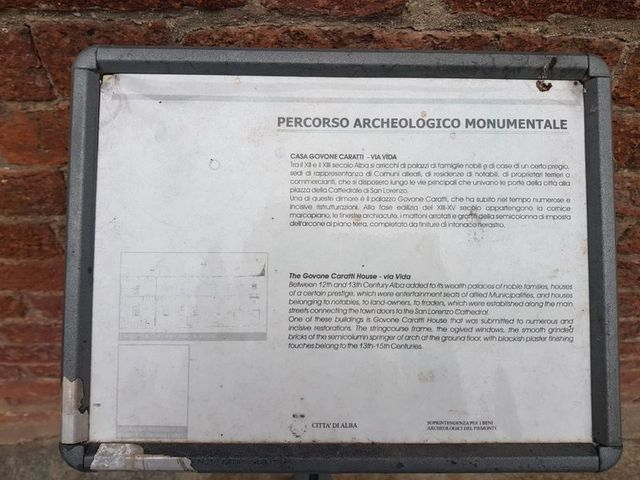 PERCORSO ARCHEOLOGICO MONUMENTALE
CASA GOVONE CARATTI - VIA VIDA
Tra il XII e il XIII secolo Alba si arricchì di palazzi di famiglie nobili e di case di un certo pregio,
sedi di rappresentanza di Comuni alleati, di residenze di notabili, di proprietari terrieri o
commercianti, che si disposero lungo le vie principali che univano le porte della città alla
piazza della Cattedrale di San Lorenzo.
Una di queste dimore è il palazzo Govone Caratti, che ha subito nel tempo numerose e
incisive ristrutturazioni. Alla fase edilizia del XIII-XV secolo appartengono, la cornice
marcapiano, le finestre archiacute, i mattoni arrotati e graffiti della semicolonna di imposta
dell'arcone al piano terra, completato da finiture di intonaco nerastro.
The Govone Caratti House - via Vida
Between 12th and 13th Century Alba added to its wealth palaces of noble families, houses
of a certain prestige, which were entertainment seats of allied Municipalities, and houses
belonging to notables, to land-owners, to traders, which were established along the main
streets connecting the town doors to the San Lorenzo Cathedral.
One of these buildings is Govone Caratti House that was submitted to numerous and
incisive restorations. The stringcourse frame, the ogived windows, the smooth grinded
bricks of the semicolumn springer of arch at the ground floor, with blackish plaster finishing
touches belong to the 13th-15th Centuries.
CITTA' DI ALBA
SOPRINTENDENZA PER I BENI
ARCHEOLOGICI DEL PIEMONTE